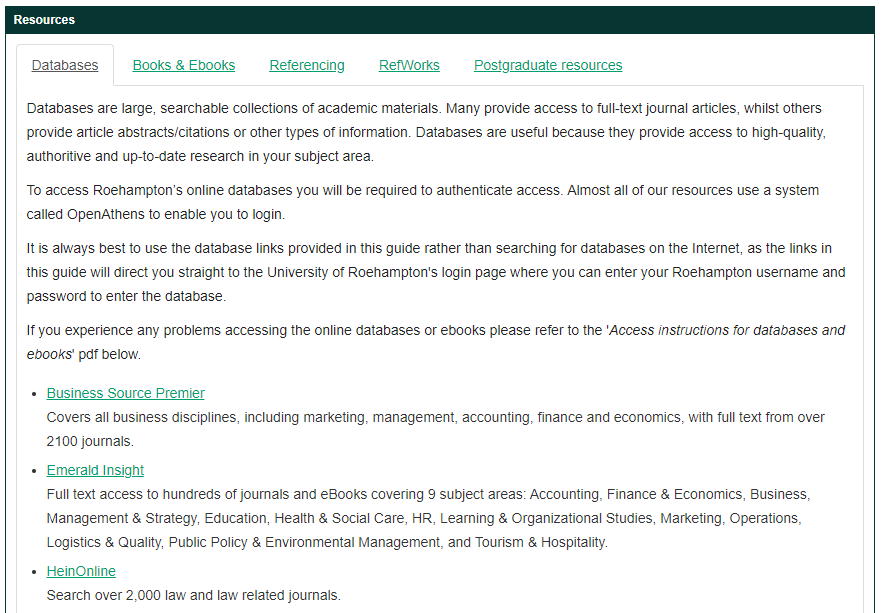 Resources
Databases
Books & Ebooks
Referencing
RefWorks
Postgraduate resources
Databases are large, searchable collections of academic materials. Many provide access to full-text journal articles, whilst others
provide article abstracts/citations or other types of information. Databases are useful because they provide access to high-quality,
authoritive and up-to-date research in your subject area.
To access Roehampton’s online databases you will be required to authenticate access. Almost all of our resources use a system
called OpenAthens to enable you to login.
It is always best to use the database links provided in this guide rather than searching for databases on the Internet, as the links in
this guide will direct you straight to the University of Roehampton's login page where you can enter your Roehampton username and
password to enter the database.
If you experience any problems accessing the online databases or ebooks please refer to the 'Access instructions for databases and
ebooks' pdf below.
• Business Source Premier
Covers all business disciplines, including marketing, management, accounting, finance and economics, with full text from over
2100 journals.
• Emerald Insight
Full text access to hundreds of journals and eBooks covering 9 subject areas: Accounting, Finance & Economics, Business,
Management & Strategy, Education, Health & Social Care, HR, Learning & Organizational Studies, Marketing, Operations,
Logistics & Quality, Public Policy & Environmental Management, and Tourism & Hospitality.
• HeinOnline
Search over 2,000 law and law related journals.